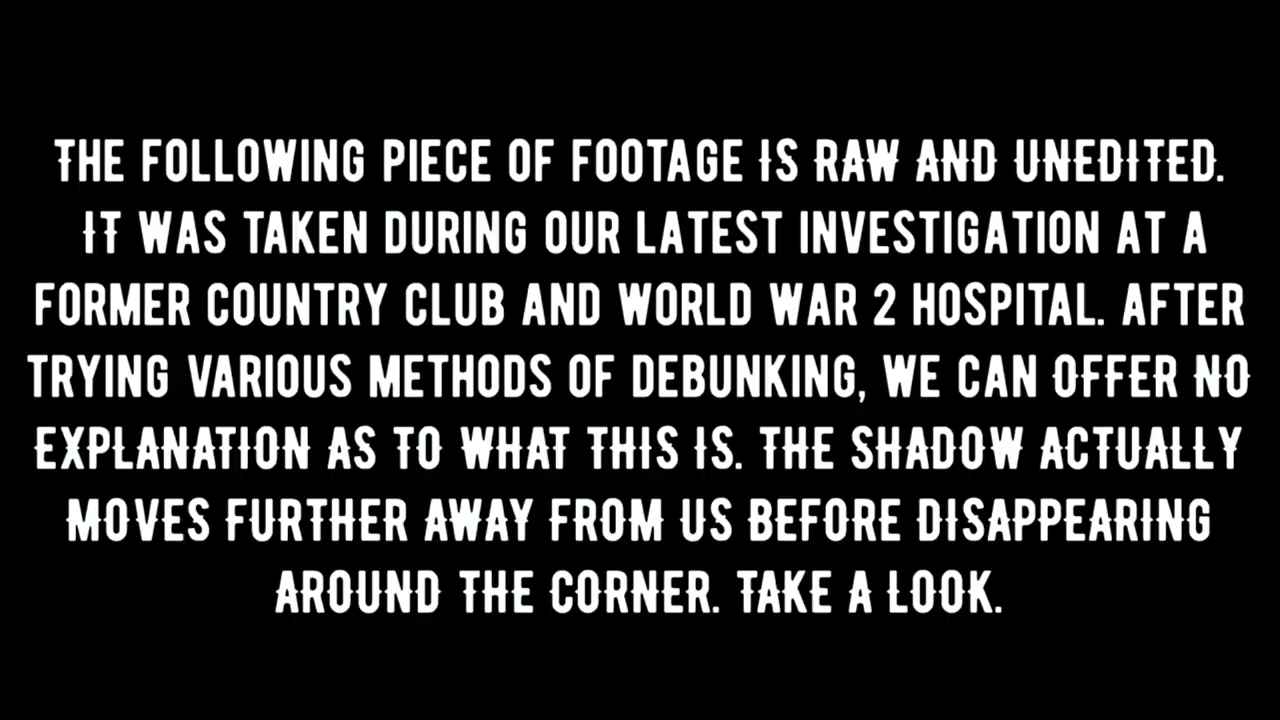 THE FOLLOWING PIECE OF FOOTAGE IS RAW AND UNEDITED.
IT WAS TAKEN DURING OUR LATEST INVESTIGATION AT A
FORMER COUNTRY CLUB AND WORLD WAR 2 HOSPITAL. AFTER
TRYING VARIOUS METHODS OF DEBUNKING, WE CAN OFFER NO
EXPLANATION AS TO WHAT THIS IS. THE SHADOW ACTUALLY
MOVES FURTHER AWAY FROM US BEFORE DISAPPEARING
AROUND THE CORNER. TAKE A LOOK.